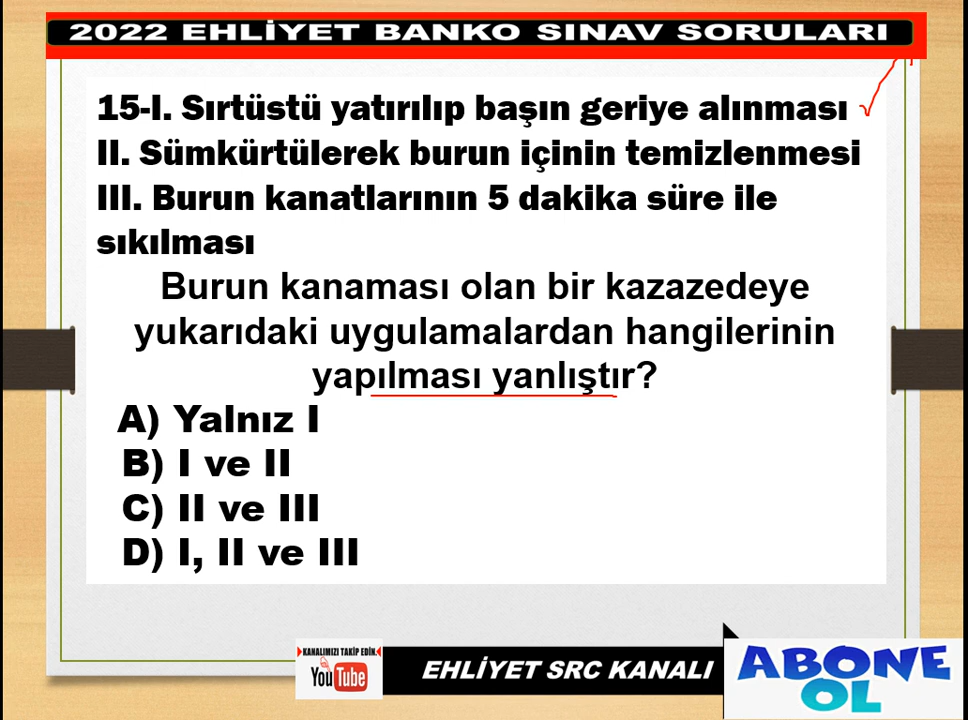 2022 EHLİYET BANKO SINAV SORULARI
15-I. Sırtüstü yatırılıp başın geriye alınması
II. Sümkürtülerek burun içinin temizlenmesi
III. Burun kanatlarının 5 dakika süre ile
sıkılması
Burun kanaması olan bir kazazedeye
yukarıdaki uygulamalardan hangilerinin
yapılması yanlıştır?
A) Yalnız I
B) I ve II
C) II ve III
D) I, II ve III
KANALIMIZI TAKİP EDİN.
YouTube
EHLİYET SRC KANALI
ABONE
OL